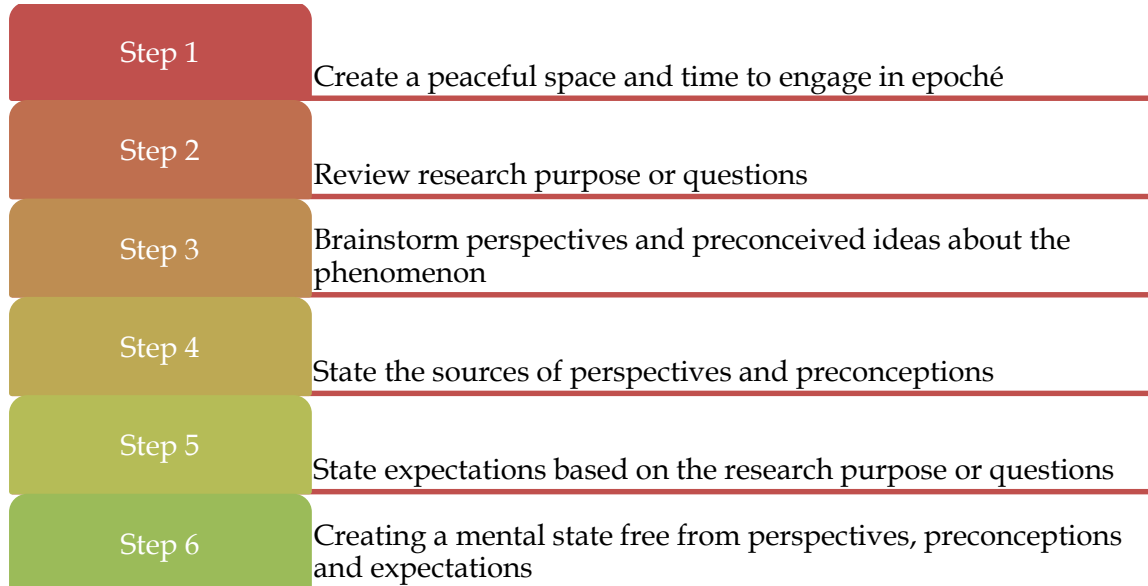 Step 1
Create a peaceful space and time to engage in epoché
Step 2
Review research purpose or questions
Step 3
Brainstorm perspectives and preconceived ideas about the
phenomenon
Step 4
State the sources of perspectives and preconceptions
Step 5
State expectations based on the research purpose or questions
Step 6
Creating a mental state free from perspectives, preconceptions
and expectations